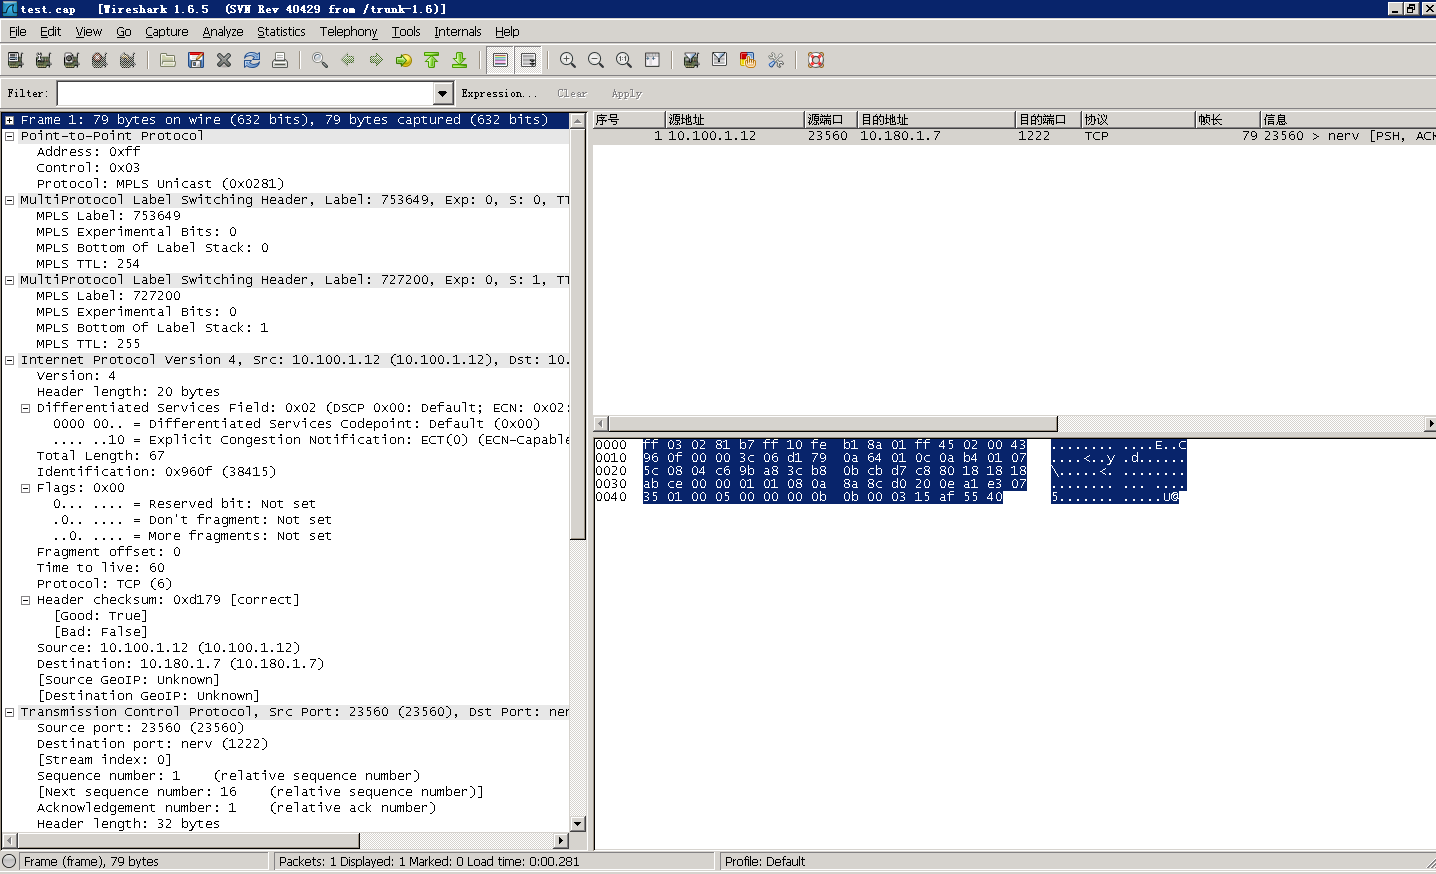 test.cap [Wireshark 1.6.5 (SVN Rev 40429 from /trunk-1.6)]
File Edit View Go Capture Analyze Statistics Telephony Tools Internals Help
Filter: Expression... Clear Apply
Frame 1: 79 bytes on wire (632 bits), 79 bytes captured (632 bits)
Point-to-Point Protocol
Address: 0xff
Control: 0x03
Protocol: MPLS Unicast (0x0281)
MultiProtocol Label Switching Header, Label: 753649, Exp: 0, S: 0, TT
MPLS Label: 753649
MPLS Experimental Bits: 0
MPLS Bottom Of Label Stack: 0
MPLS TTL: 254
MultiProtocol Label Switching Header, Label: 727200, Exp: 0, S: 1, TT
MPLS Label: 727200
MPLS Experimental Bits: 0
MPLS Bottom Of Label Stack: 1
MPLS TTL: 255
Internet Protocol Version 4, Src: 10.100.1.12 (10.100.1.12), Dst: 10.
Version: 4
Header length: 20 bytes
Differentiated Services Field: 0x02 (DSCP 0x00: Default; ECN: 0x02:
0000 00.. = Differentiated Services Codepoint: Default (0x00)
.... ..10 = Explicit Congestion Notification: ECT(0) (ECN-Capable
Total Length: 67
Identification: 0x960f (38415)
Flags: 0x00
0... .... = Reserved bit: Not set
.0.. .... = Don't fragment: Not set
..0. .... = More fragments: Not set
Fragment offset: 0
Time to live: 60
Protocol: TCP (6)
Header checksum: 0xd179 [correct]
[Good: True]
[Bad: False]
Source: 10.100.1.12 (10.100.1.12)
Destination: 10.180.1.7 (10.180.1.7)
[Source GeoIP: Unknown]
[Destination GeoIP: Unknown]
Transmission Control Protocol, Src Port: 23560 (23560), Dst Port: ner
Source port: 23560 (23560)
Destination port: nerv (1222)
[Stream index: 0]
Sequence number: 1 (relative sequence number)
[Next sequence number: 16 (relative sequence number)]
Acknowledgement number: 1 (relative ack number)
Header length: 32 bytes
序号 源地址 源端口 目的地址 目的端口 协议 帧长 信息
1 10.100.1.12 23560 10.180.1.7 1222 TCP 79 23560 > nerv [PSH, ACK
0000 ff 03 02 81 b7 ff 10 fe b1 8a 01 ff 45 02 00 43 ........ ....E..C
0010 96 0f 00 00 3c 06 d1 79 0a 64 01 0c 0a b4 01 07 ....<..y .d......
0020 5c 08 04 c6 9b a8 3c b8 0b cb d7 c8 80 18 18 18 \.....<. ........
0030 ab ce 00 00 01 01 08 0a 8a 8c d0 20 0e a1 e3 07 ........ ... ....
0040 35 01 00 05 00 00 00 0b 0b 00 03 15 af 55 40 5....... .....U@
Frame (frame), 79 bytes Packets: 1 Displayed: 1 Marked: 0 Load time: 0:00.281 Profile: Default